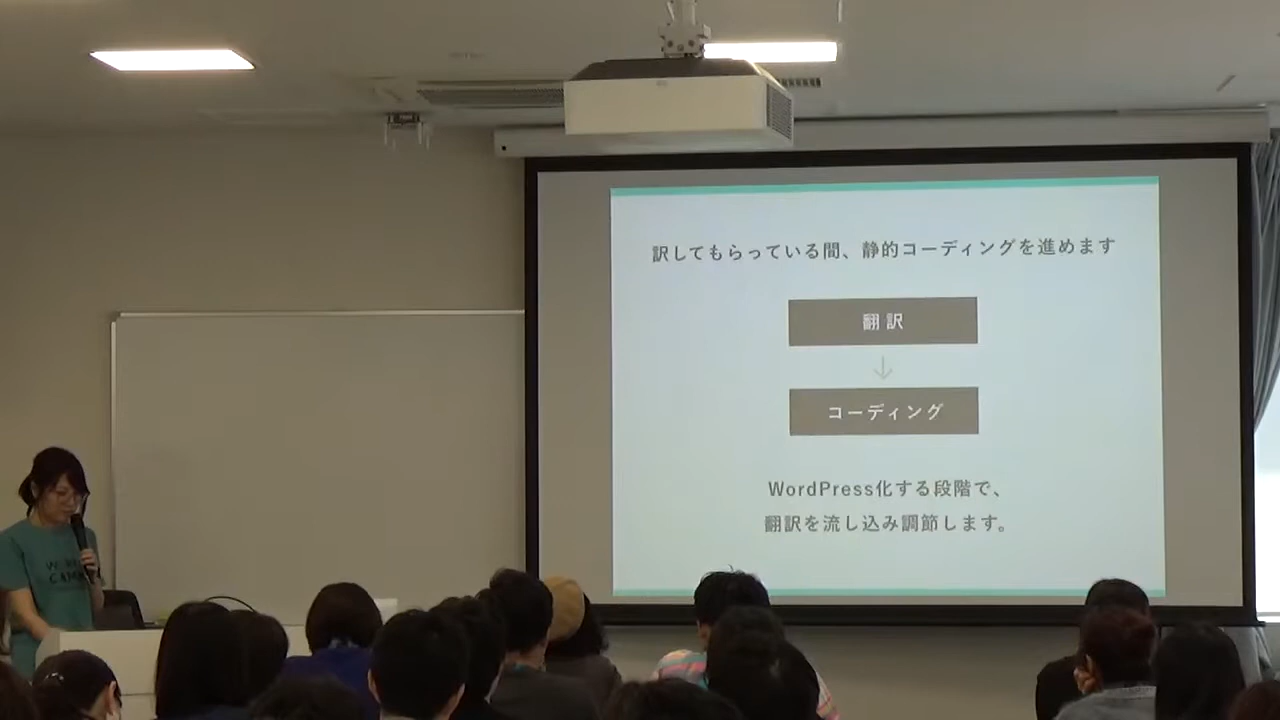 訳してもらっている間、静的コーディングを進めます
翻訳
コーディング
WordPress化する段階で、
翻訳を流し込み調節します。